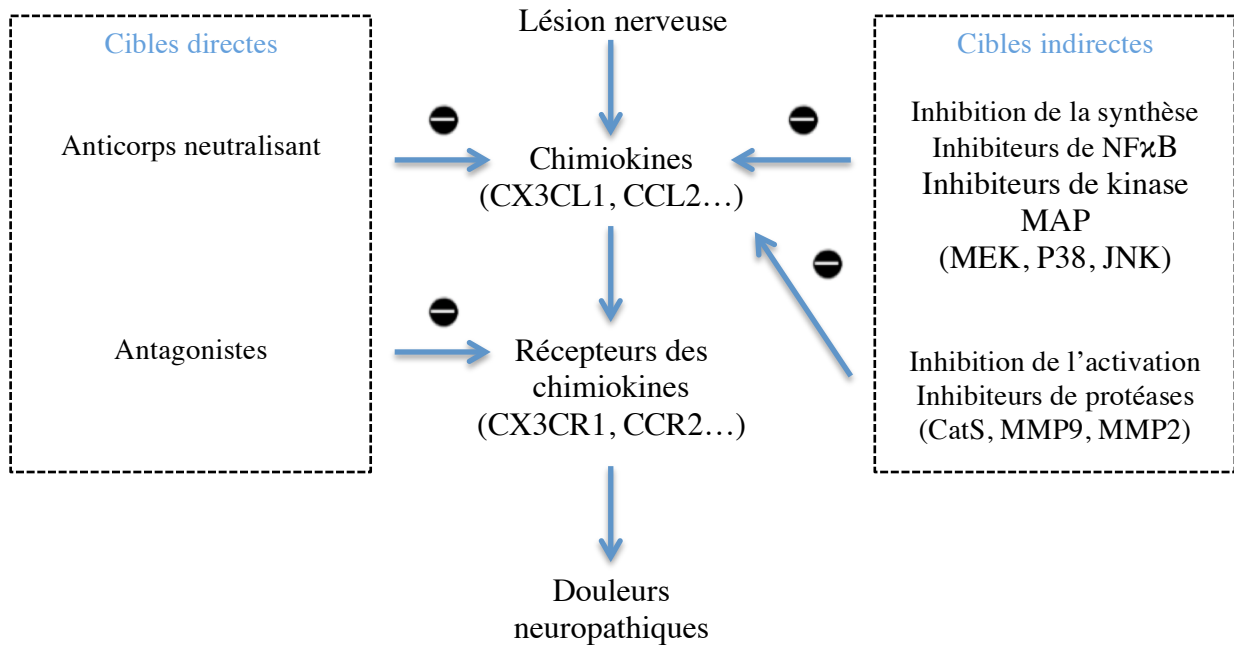 Lésion nerveuse
Cibles directes
Anticorps neutralisant
Antagonistes
Chimiokines
(CX3CL1, CCL2…)
Récepteurs des
chimiokines
(CX3CR1, CCR2…)
Douleurs
neuropathiques
Cibles indirectes
Inhibition de la synthèse
Inhibiteurs de NFϰB
Inhibiteurs de kinase
MAP
(MEK, P38, JNK)
Inhibition de l’activation
Inhibiteurs de protéases
(CatS, MMP9, MMP2)